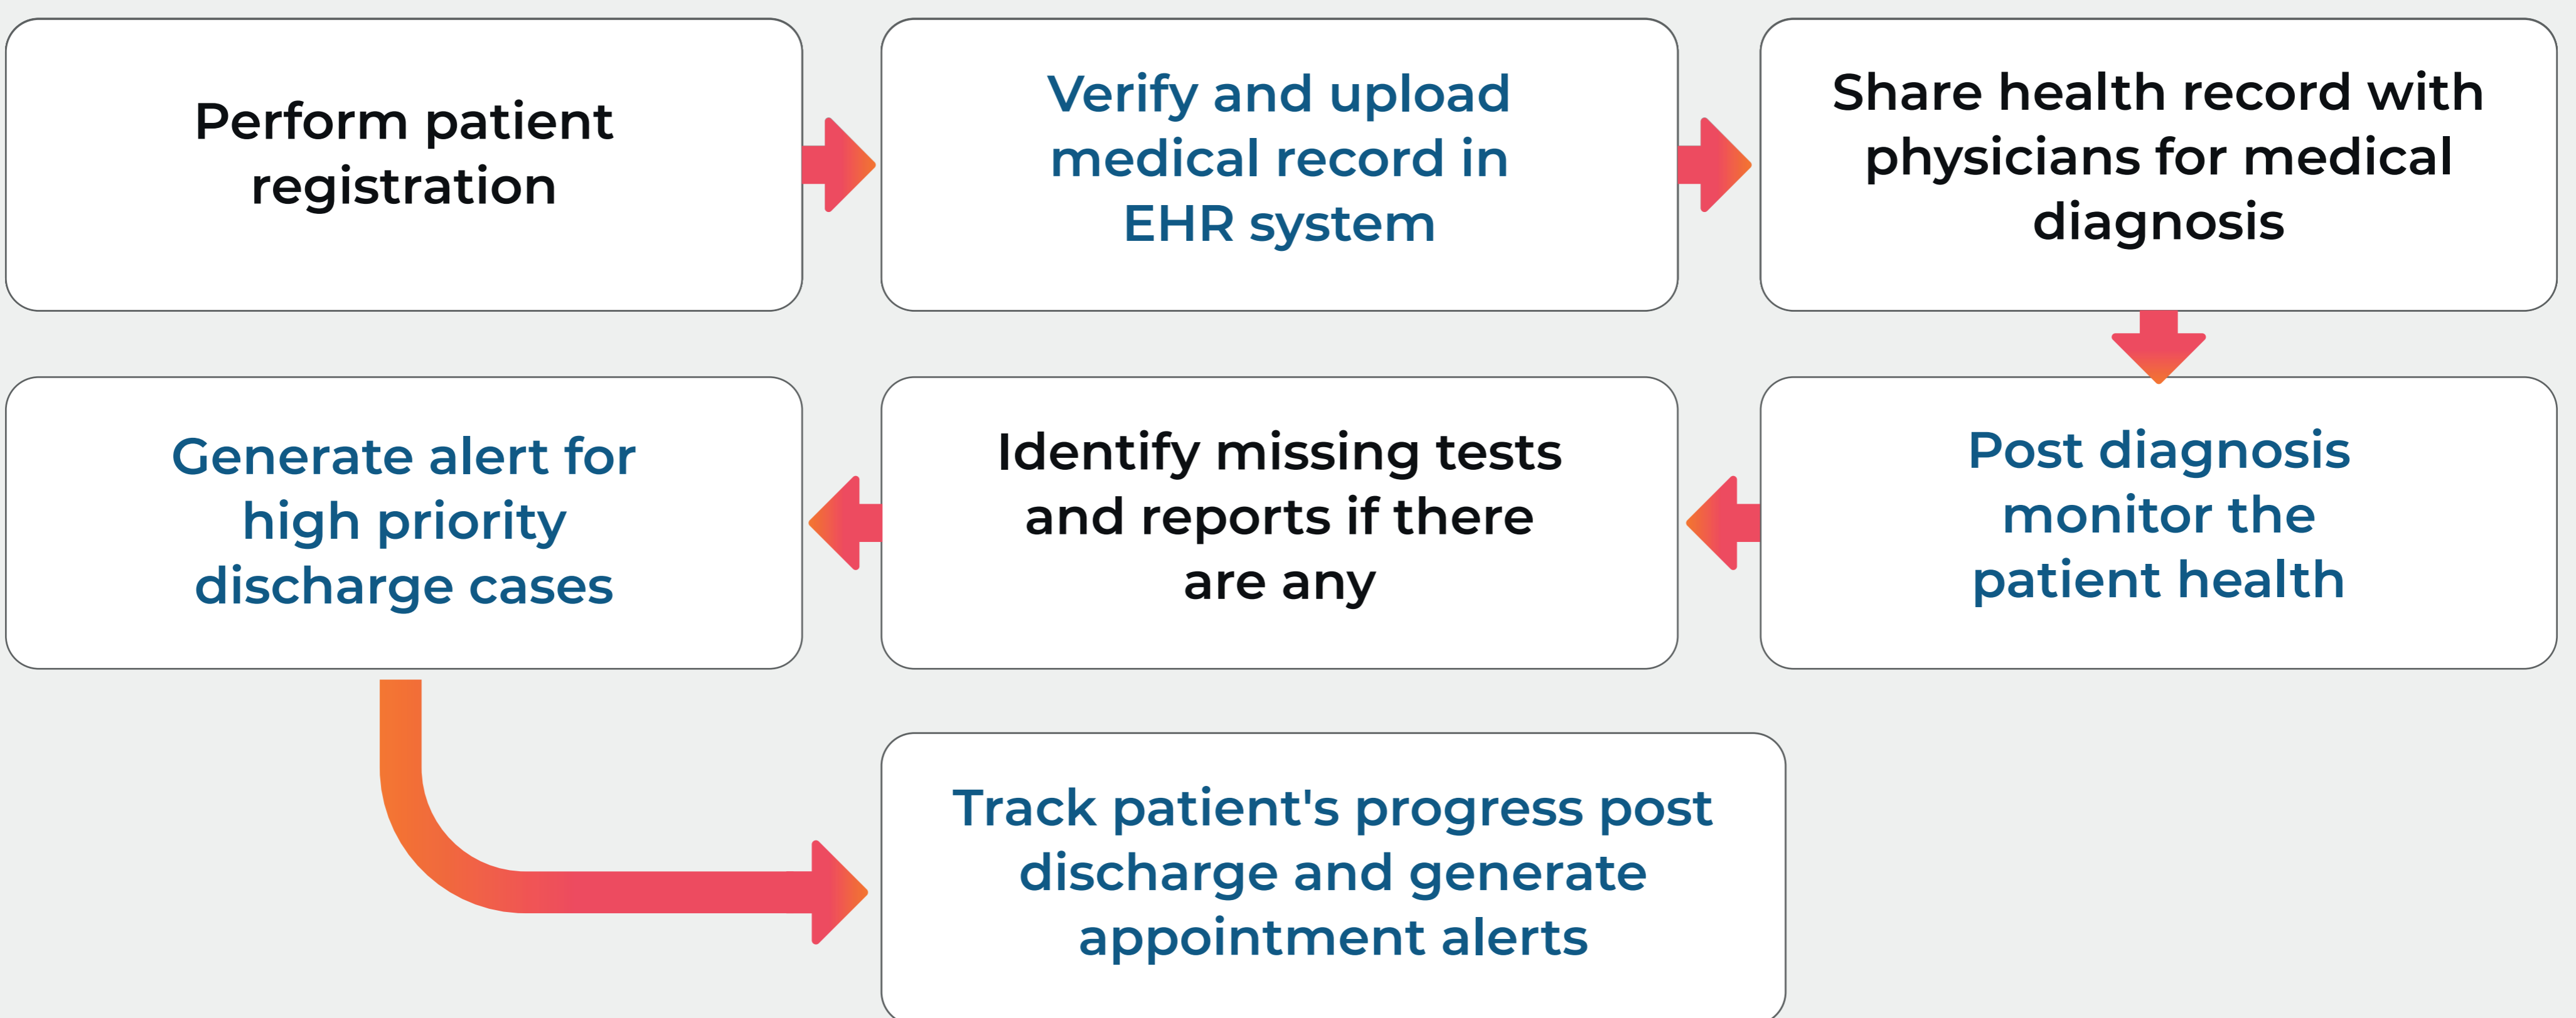 Perform patient
registration
Verify and upload
medical record in
EHR system
Share health record with
physicians for medical
diagnosis
Post diagnosis
monitor the
patient health
Identify missing tests
and reports if there
are any
Generate alert for
high priority
discharge cases
Track patient's progress post
discharge and generate
appointment alerts